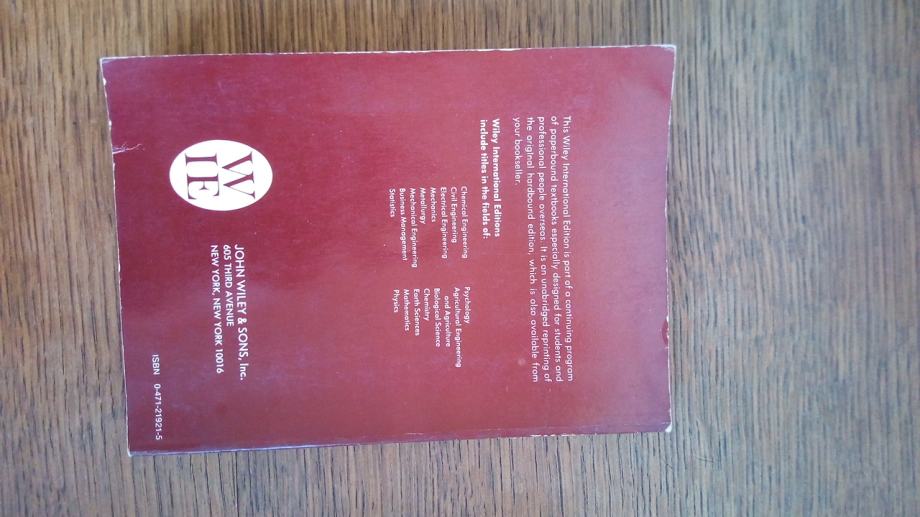 This Wiley International Edition is part of a continuing program
of paperbound textbooks especially designed for students and
professional people overseas. It is an unabridged reprinting of
the original hardbound edition, which is also available from
your bookseller.
Wiley International Editions
include titles in the fields of:
Chemical Engineering
Civil Engineering
Electrical Engineering
Mechanics
Metallurgy
Mechanical Engineering
Business Management
Statistics
Psychology
Agricultural Engineering
and Agriculture
Biological Science
Chemistry
Earth Sciences
Mathematics
Physics
W
IE
JOHN WILEY & SONS, Inc.
605 THIRD AVENUE
NEW YORK, NEW YORK 10016
ISBN 0-471-21921-5